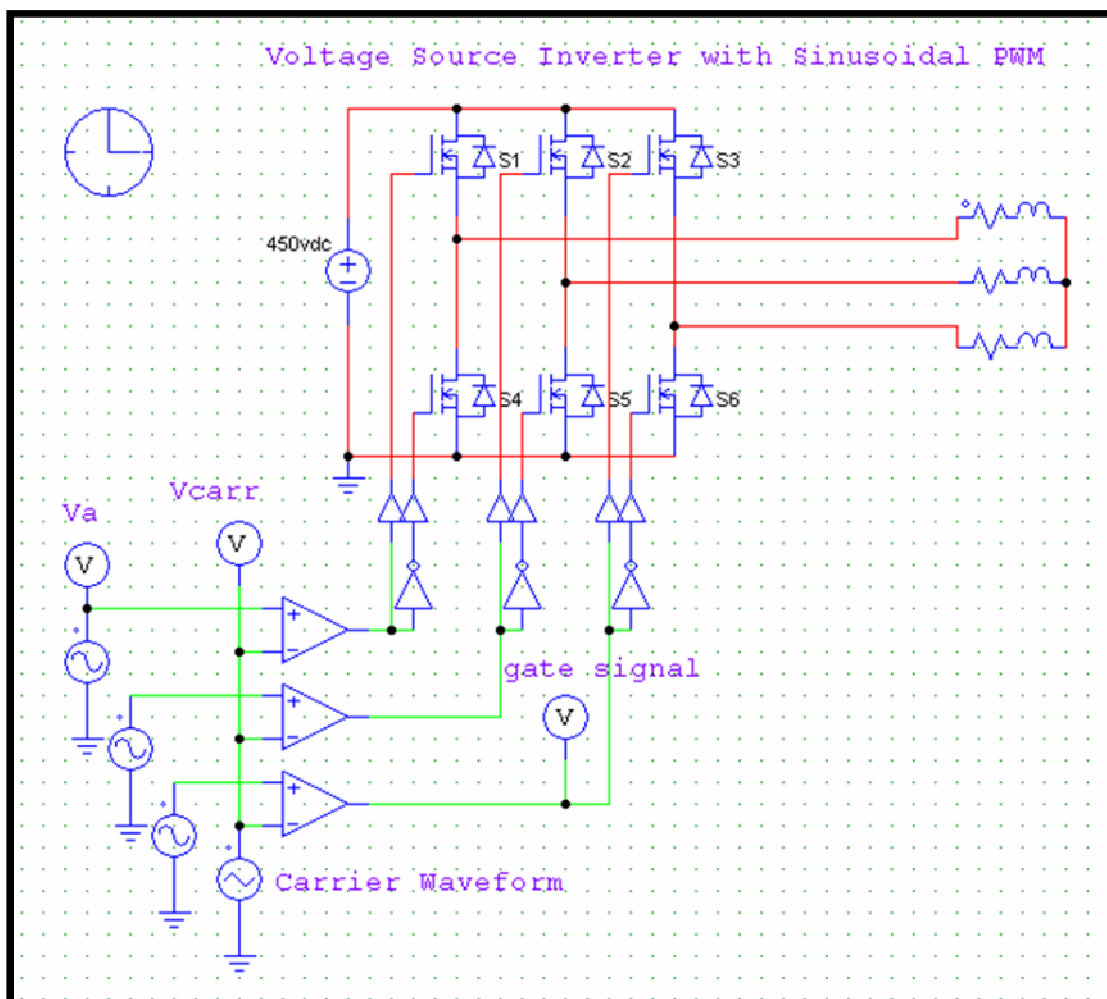 Voltage Source Inverter with Sinusoidal PWM
S1
S2
S3
450vdc
S4
S5
S6
Vcarr
Va
V
V
gate signal
V
Carrier Waveform